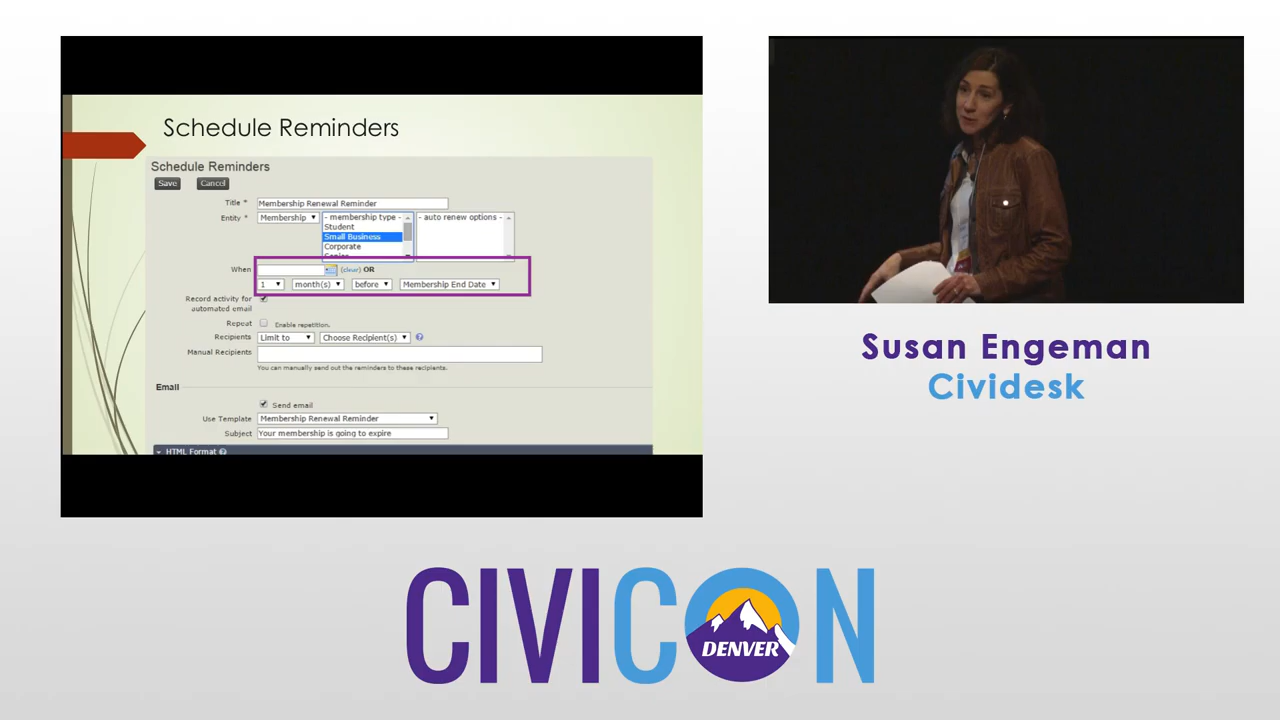 Schedule Reminders
Schedule Reminders
Save Cancel
Title * Membership Renewal Reminder
Entity * Membership - membership type - - auto renew options -
Student
Small Business
Corporate
When (clear) OR
1 month(s) before Membership End Date
Record activity for
automated email
Repeat Enable repetition.
Recipients Limit to Choose Recipient(s)
Manual Recipients
You can manually send out the reminders to these recipients.
Email
Send email
Use Template Membership Renewal Reminder
Subject Your membership is going to expire
HTML Format
Susan Engeman
Cividesk
CIVICON
DENVER